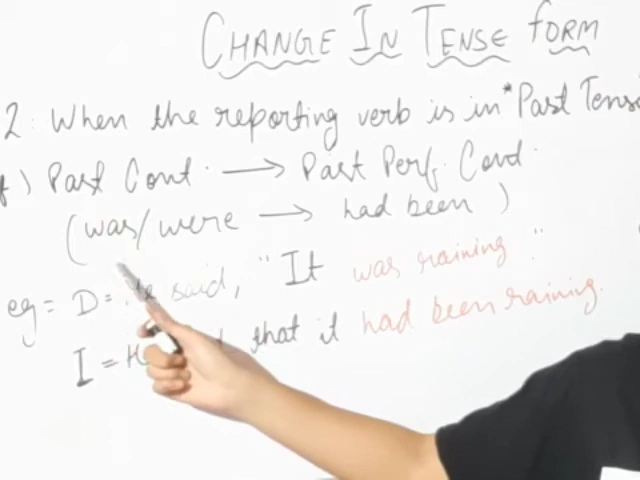 CHANGE IN TENSE FORM
2. When the reporting verb is in "Past Tense
f) Past Cont. → Past Perf. Cont.
(was/were → had been)
eg = D = He said, "It was raining"
I = that it had been raining.